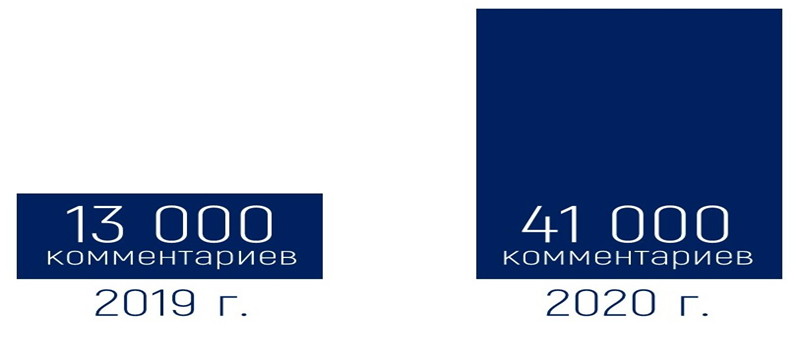 13 000
комментариев
2019 г.
41 000
комментариев
2020 г.